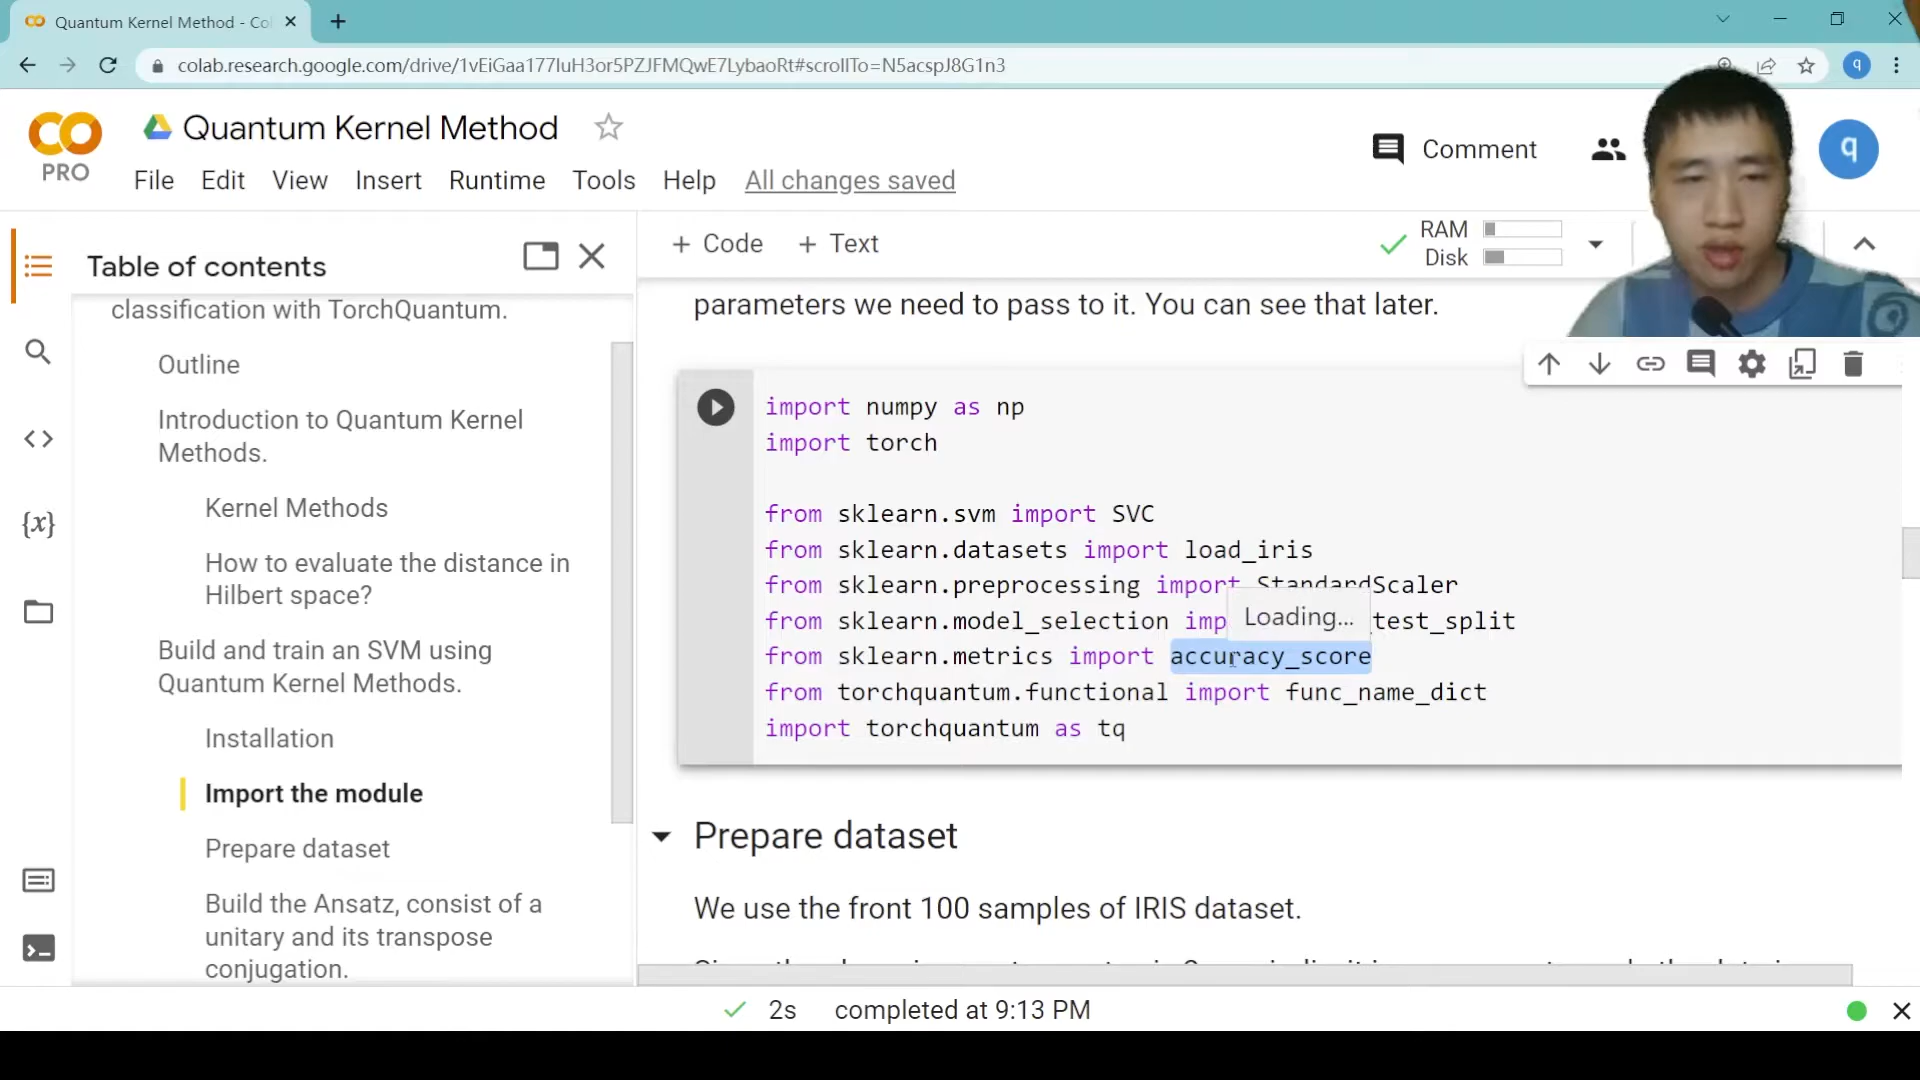 Quantum Kernel Method - Co
colab.research.google.com/drive/1vEiGaa177IuH3or5PZJFMQwE7LybaoRt#scrollTo=N5acspJ8G1n3
q
PRO
Quantum Kernel Method
Comment
q
File Edit View Insert Runtime Tools Help All changes saved
Table of contents
+ Code + Text
RAM
Disk
classification with TorchQuantum.
Outline
Introduction to Quantum Kernel
Methods.
Kernel Methods
How to evaluate the distance in
Hilbert space?
Build and train an SVM using
Quantum Kernel Methods.
Installation
Import the module
Prepare dataset
Build the Ansatz, consist of a
unitary and its transpose
conjugation.
{x}
parameters we need to pass to it. You can see that later.
import numpy as np
import torch
from sklearn.svm import SVC
from sklearn.datasets import load_iris
from sklearn.preprocessing import StandardScaler
from sklearn.model_selection imp Loading... _test_split
from sklearn.metrics import accuracy_score
from torchquantum.functional import func_name_dict
import torchquantum as tq
Prepare dataset
We use the front 100 samples of IRIS dataset.
2s completed at 9:13 PM